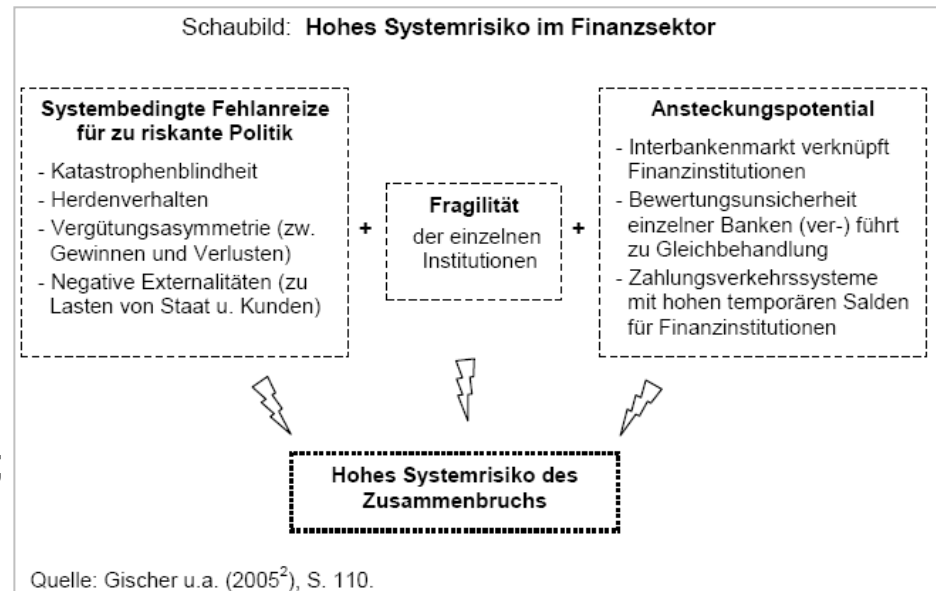 Schaubild: Hohes Systemrisiko im Finanzsektor
Systembedingte Fehlanreize
für zu riskante Politik
- Katastrophenblindheit
- Herdenverhalten
- Vergütungsasymmetrie (zw.
Gewinnen und Verlusten)
- Negative Externalitäten (zu
Lasten von Staat u. Kunden)
+
Fragilität
der einzelnen
Institutionen
+
Ansteckungspotential
- Interbankenmarkt verknüpft
Finanzinstitutionen
- Bewertungsunsicherheit
einzelner Banken (ver-) führt
zu Gleichbehandlung
- Zahlungsverkehrssysteme
mit hohen temporären Salden
für Finanzinstitutionen
Hohes Systemrisiko des
Zusammenbruchs
Quelle: Gischer u.a. (2005²), S. 110.